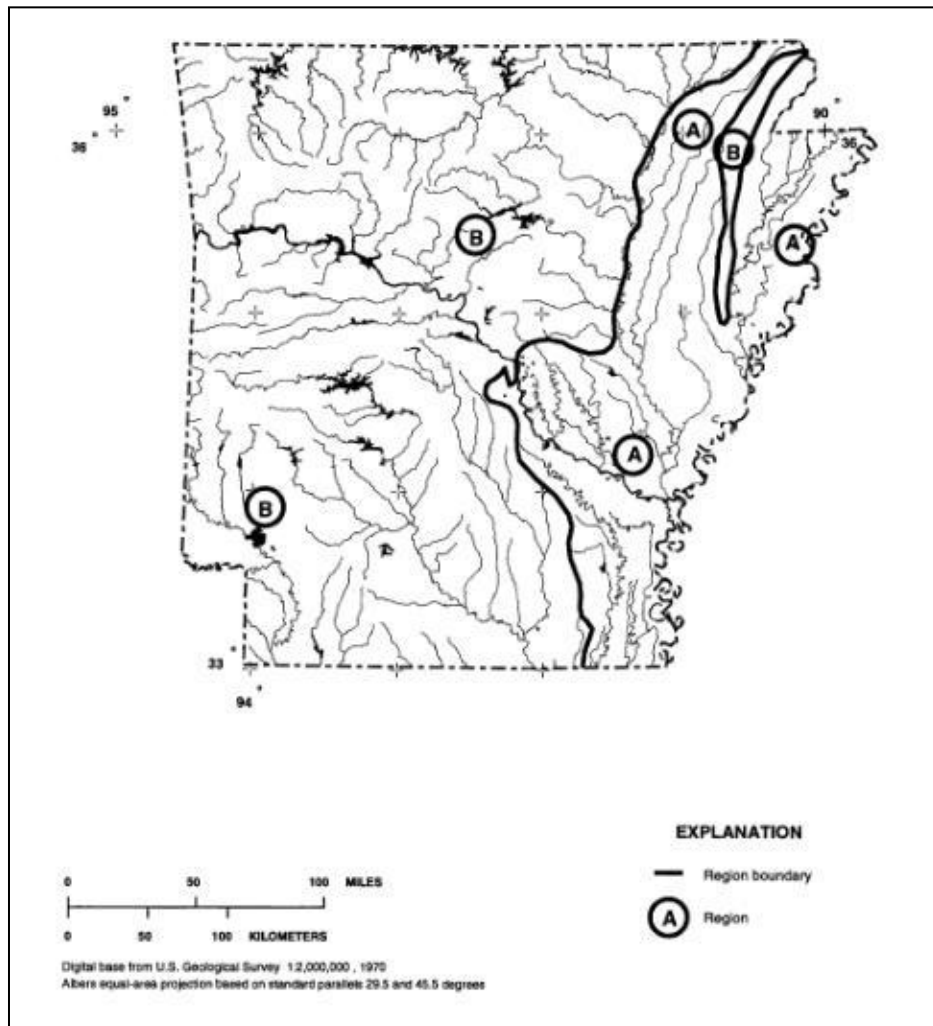 95°
36°
90°
36
A
B
B
A
A
B
33°
94°
EXPLANATION
Region boundary
A Region
0 50 100 MILES
0 50 100 KILOMETERS
Digital base from U.S. Geological Survey 1:2,000,000 , 1970
Albers equal-area projection based on standard parallels 29.5 and 45.5 degrees